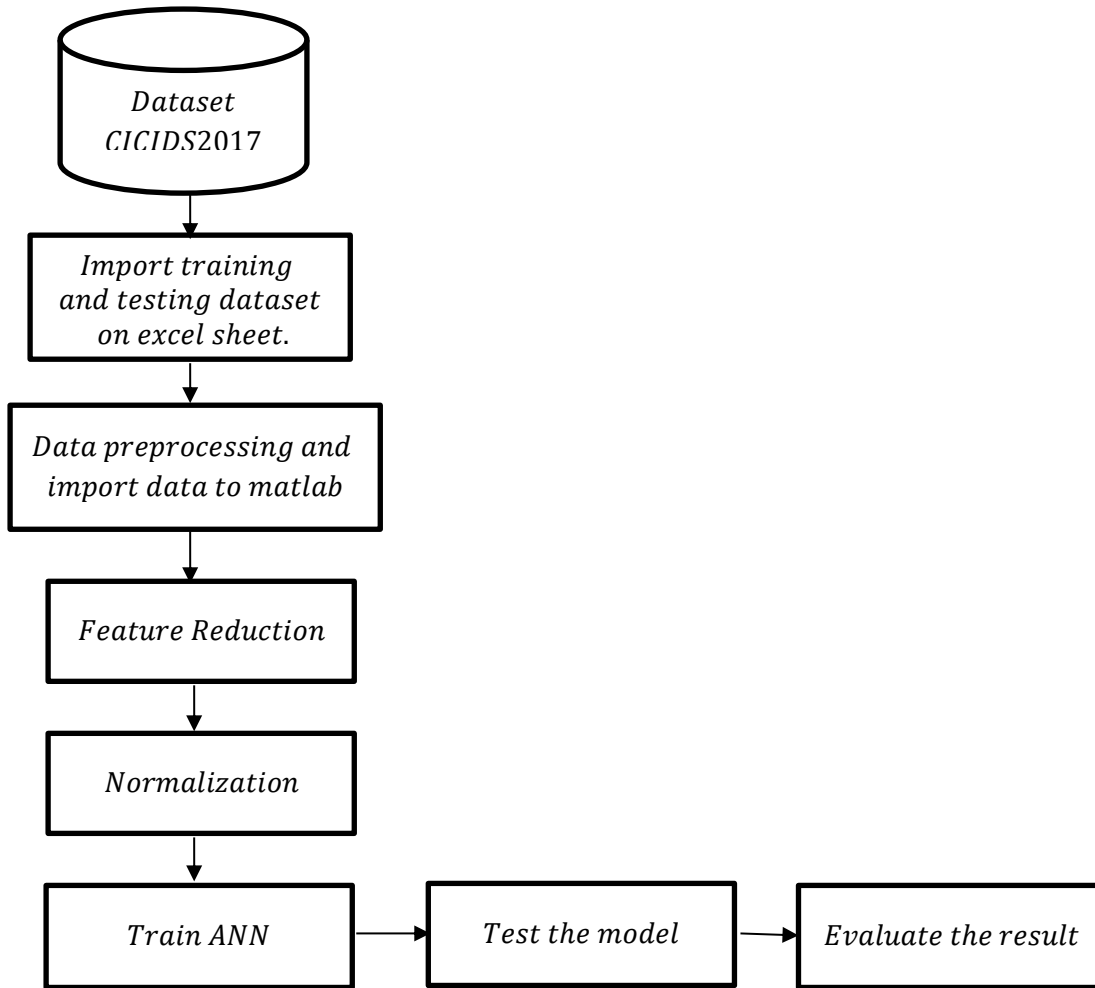 Dataset
CICIDS2017
Import training
and testing dataset
on excel sheet.
Data preprocessing and
import data to matlab
Feature Reduction
Normalization
Train ANN
Test the model
Evaluate the result